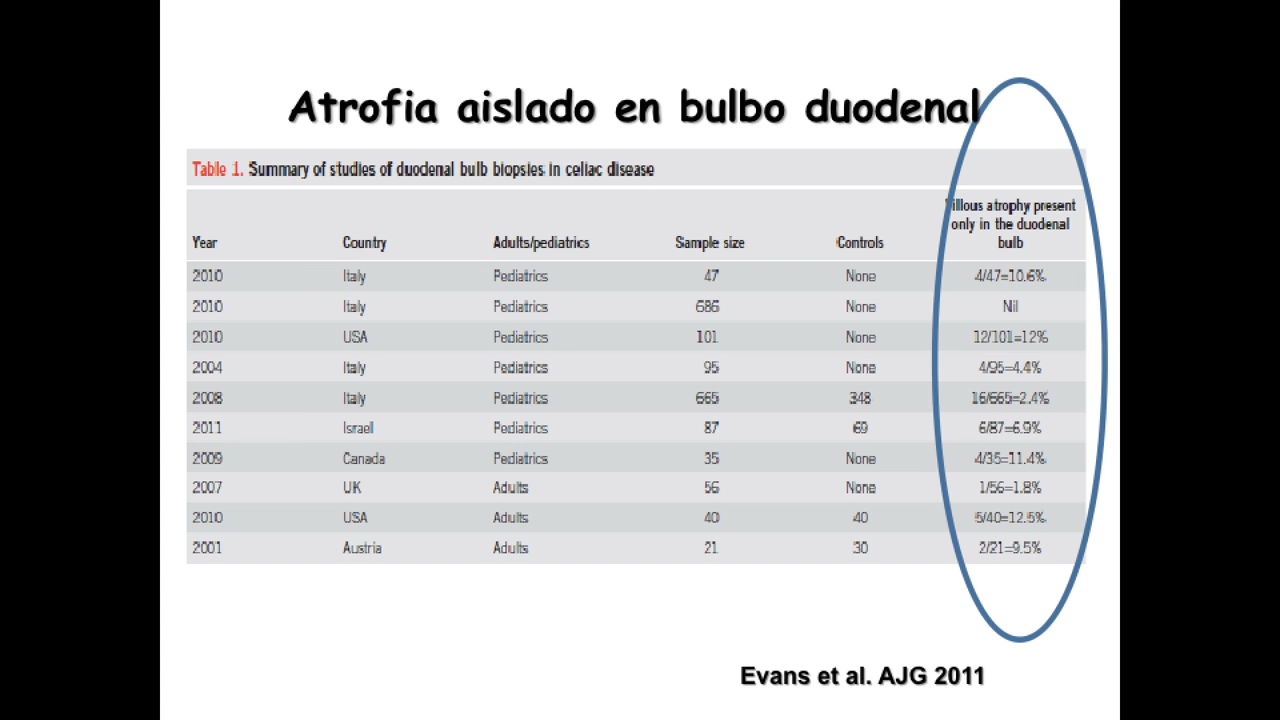 Atrofia aislado en bulbo duodenal
Table 1. Summary of studies of duodenal bulb biopsies in celiac disease
Year Country Adults/pediatrics Sample size Controls Villous atrophy present
only in the duodenal
bulb
2010 Italy Pediatrics 47 None 4/47=10.6%
2010 Italy Pediatrics 686 None Nil
2010 USA Pediatrics 101 None 12/101=12%
2004 Italy Pediatrics 95 None 4/95=4.4%
2008 Italy Pediatrics 665 348 16/665=2.4%
2011 Israel Pediatrics 87 69 6/87=6.9%
2009 Canada Pediatrics 35 None 4/35=11.4%
2007 UK Adults 56 None 1/56=1.8%
2010 USA Adults 40 40 5/40=12.5%
2001 Austria Adults 21 30 2/21=9.5%
Evans et al. AJG 2011